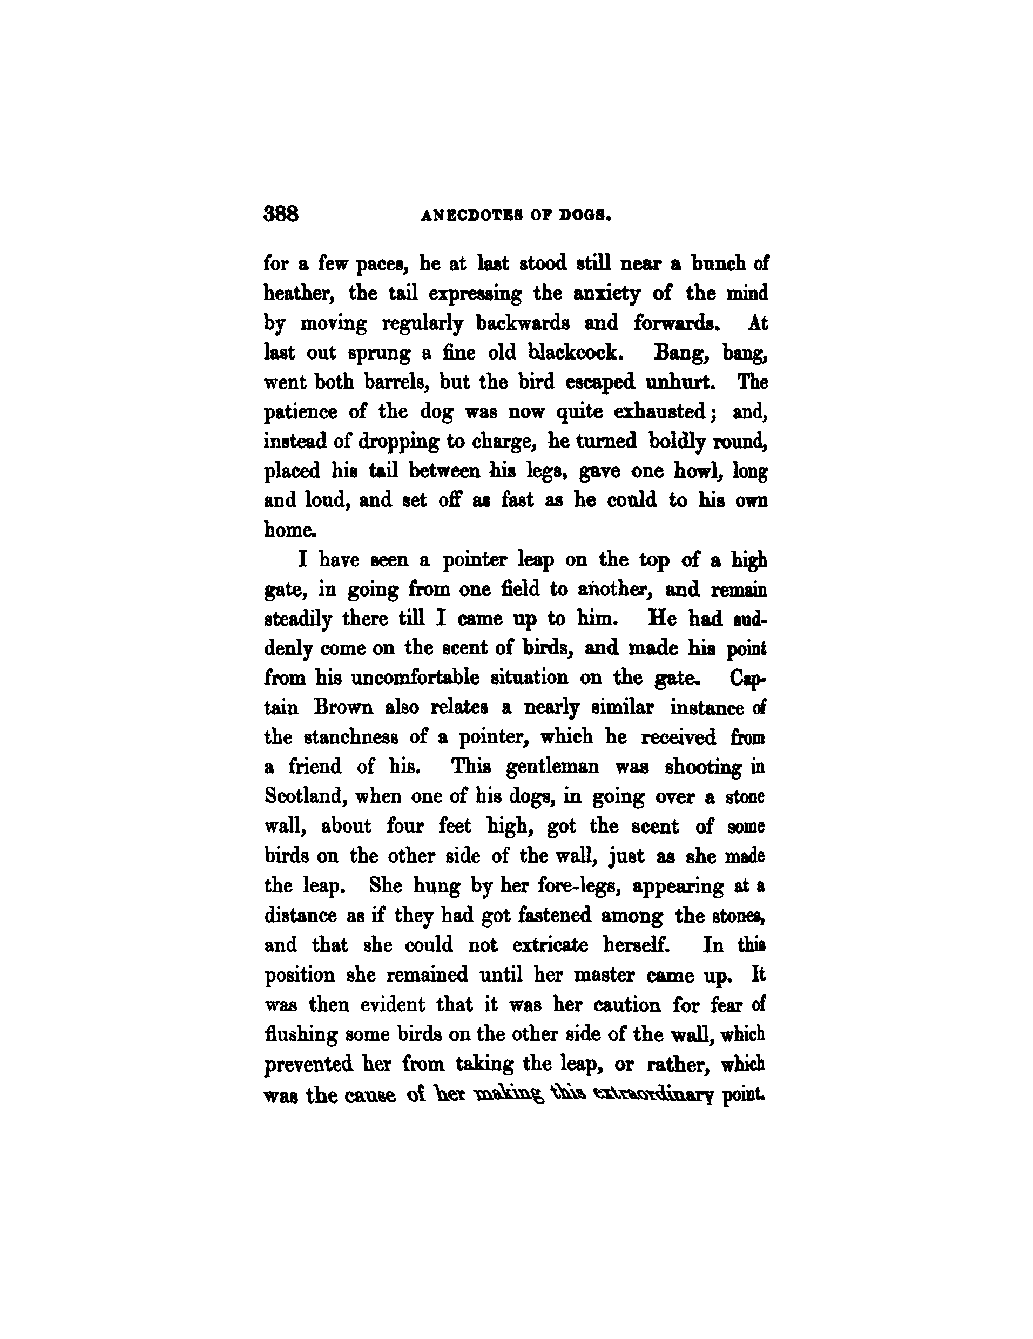 388 ANECDOTES OF DOGS.
for a few paces, he at last stood still near a bunch of
heather, the tail expressing the anxiety of the mind
by moving regularly backwards and forwards. At
last out sprung a fine old blackcock. Bang, bang,
went both barrels, but the bird escaped unhurt. The
patience of the dog was now quite exhausted; and,
instead of dropping to charge, he turned boldly round,
placed his tail between his legs, gave one howl, long
and loud, and set off as fast as he could to his own
home.
I have seen a pointer leap on the top of a high
gate, in going from one field to another, and remain
steadily there till I came up to him. He had sud-
denly come on the scent of birds, and made his point
from his uncomfortable situation on the gate. Cap-
tain Brown also relates a nearly similar instance of
the stanchness of a pointer, which he received from
a friend of his. This gentleman was shooting in
Scotland, when one of his dogs, in going over a stone
wall, about four feet high, got the scent of some
birds on the other side of the wall, just as she made
the leap. She hung by her fore-legs, appearing at a
distance as if they had got fastened among the stones,
and that she could not extricate herself. In this
position she remained until her master came up. It
was then evident that it was her caution for fear of
flushing some birds on the other side of the wall, which
prevented her from taking the leap, or rather, which
was the cause of her making this extraordinary point.